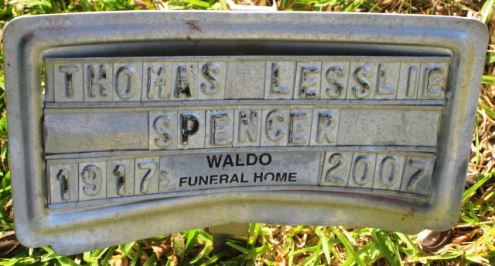 THOMAS LESSLIE
SPENCER
1917 WALDO 2007
FUNERAL HOME